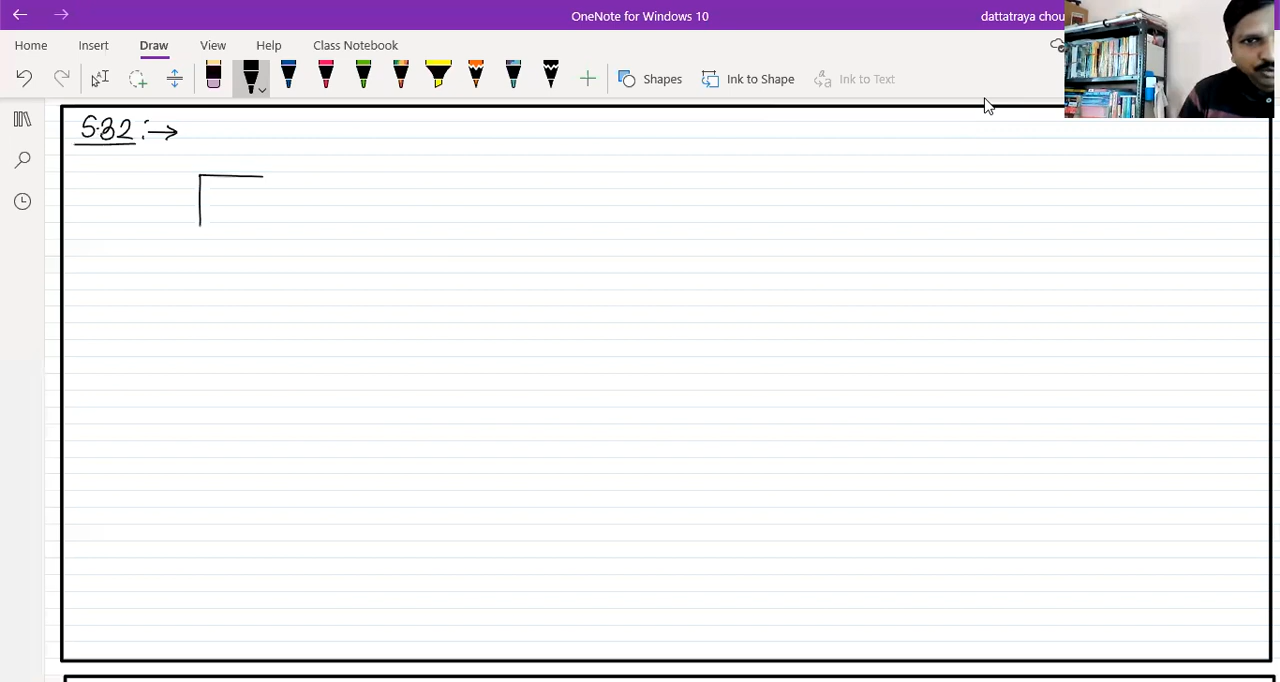 OneNote for Windows 10
dattatraya chou
Home Insert Draw View Help Class Notebook
Shapes Ink to Shape Ink to Text
5.82 :→